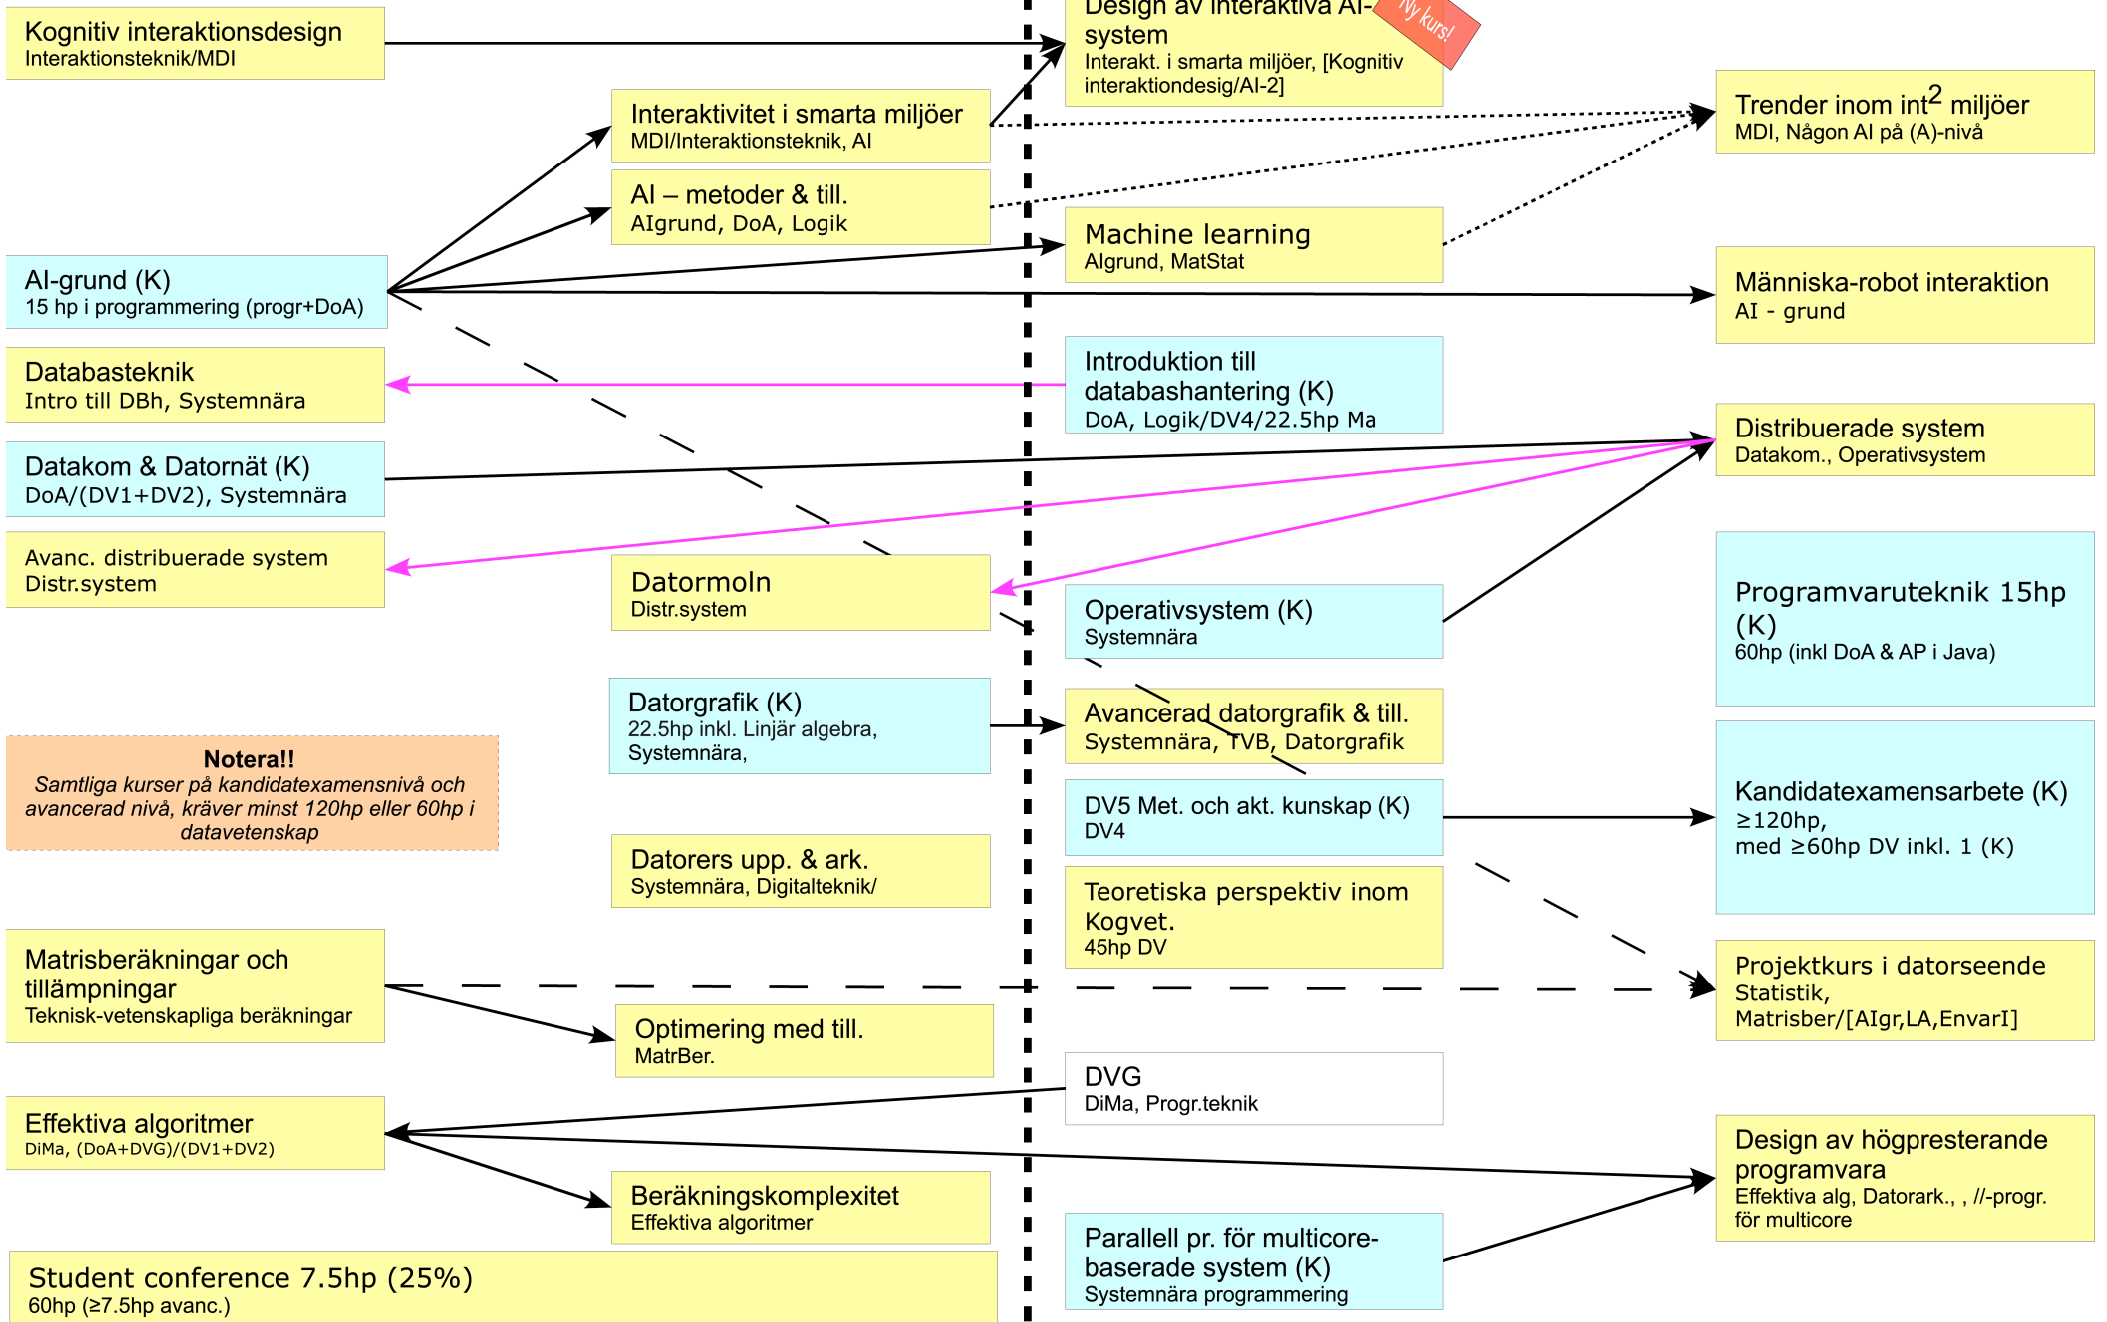 Kognitiv interaktionsdesign
Interaktionsteknik/MDI
Design av interaktiva AI-
system
Interakt. i smarta miljöer, [Kognitiv
interaktiondesig/AI-2]
Ny kurs!
Interaktivitet i smarta miljöer
MDI/Interaktionsteknik, AI
Trender inom int2 miljöer
MDI, Någon AI på (A)-nivå
AI – metoder & till.
AIgrund, DoA, Logik
Machine learning
AIgrund, MatStat
AI-grund (K)
15 hp i programmering (progr+DoA)
Människa-robot interaktion
AI - grund
Databasteknik
Intro till DBh, Systemnära
Introduktion till
databashantering (K)
DoA, Logik/DV4/22.5hp Ma
Distribuerade system
Datakom., Operativsystem
Datakom & Datornät (K)
DoA/(DV1+DV2), Systemnära
Avanc. distribuerade system
Distr.system
Datormoln
Distr.system
Operativsystem (K)
Systemnära
Programvaruteknik 15hp
(K)
60hp (inkl DoA & AP i Java)
Datorgrafik (K)
22.5hp inkl. Linjär algebra,
Systemnära,
Avancerad datorgrafik & till.
Systemnära, TVB, Datorgrafik
Notera!!
Samtliga kurser på kandidatexamensnivå och
avancerad nivå, kräver minst 120hp eller 60hp i
datavetenskap
DV5 Met. och akt. kunskap (K)
DV4
Kandidatexamensarbete (K)
≥120hp,
med ≥60hp DV inkl. 1 (K)
Datorers upp. & ark.
Systemnära, Digitalteknik/
Teoretiska perspektiv inom
Kogvet.
45hp DV
Matrisberäkningar och
tillämpningar
Teknisk-vetenskapliga beräkningar
Projektkurs i datorseende
Statistik,
Matrisber/[AIgr,LA,EnvarI]
Optimering med till.
MatrBer.
DVG
DiMa, Progr.teknik
Effektiva algoritmer
DiMa, (DoA+DVG)/(DV1+DV2)
Design av högpresterande
programvara
Effektiva alg, Datorark., , //-progr.
för multicore
Beräkningskomplexitet
Effektiva algoritmer
Parallell pr. för multicore-
baserade system (K)
Systemnära programmering
Student conference 7.5hp (25%)
60hp (≥7.5hp avanc.)